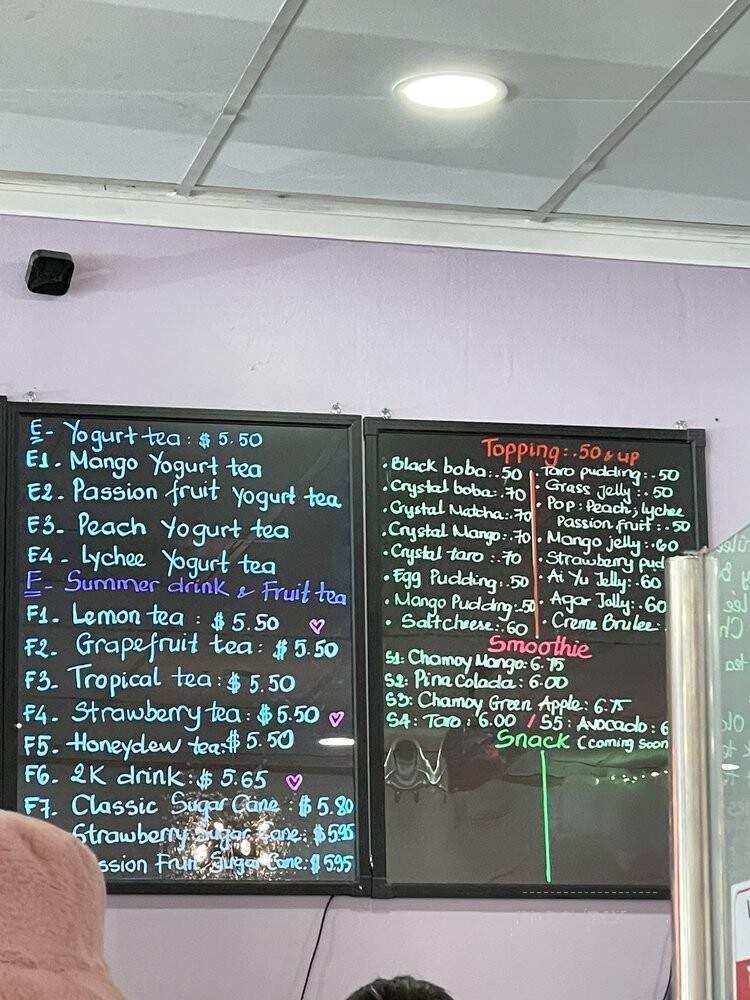 E- Yogurt tea: $ 5.50
E1. Mango Yogurt tea
E2. Passion fruit Yogurt tea
E3. Peach Yogurt tea
E4. Lychee Yogurt tea
F- Summer drink & Fruit tea
F1. Lemon tea : $ 5.50
F2. Grapefruit tea : $ 5.50
F3. Tropical tea : $ 5.50
F4. Strawberry tea : $ 5.50
F5. Honeydew tea: $ 5.50
F6. 2K drink : $ 5.65
F7. Classic Sugar Cane : $ 5.80
Strawberry Sugar Cane: $ 5.95
ssion Fruit Sugar Cane: $ 5.95
Topping: .50 & up
• Black boba: .50
• Crystal boba: .70
• Crystal Matcha: .70
• Crystal Mango: .70
• Crystal taro : .70
• Egg Pudding: .50
• Mango Pudding: .50
• Salt cheese: .60
• Taro pudding: .50
• Grass Jelly : .50
• Pop : Peach, lychee
Passion fruit : .50
• Mango jelly: .60
• Strawberry pud
• Ai Yu Jelly: .60
• Agar Jelly: .60
• Creme Brulee :
Smoothie
S1: Chamoy Mango: 6.75
S2: Pina Colada: 6.00
S3: Chamoy Green Apple: 6.75
S4: Taro : 6.00 / S5: Avocado: 6
Snack (coming soon